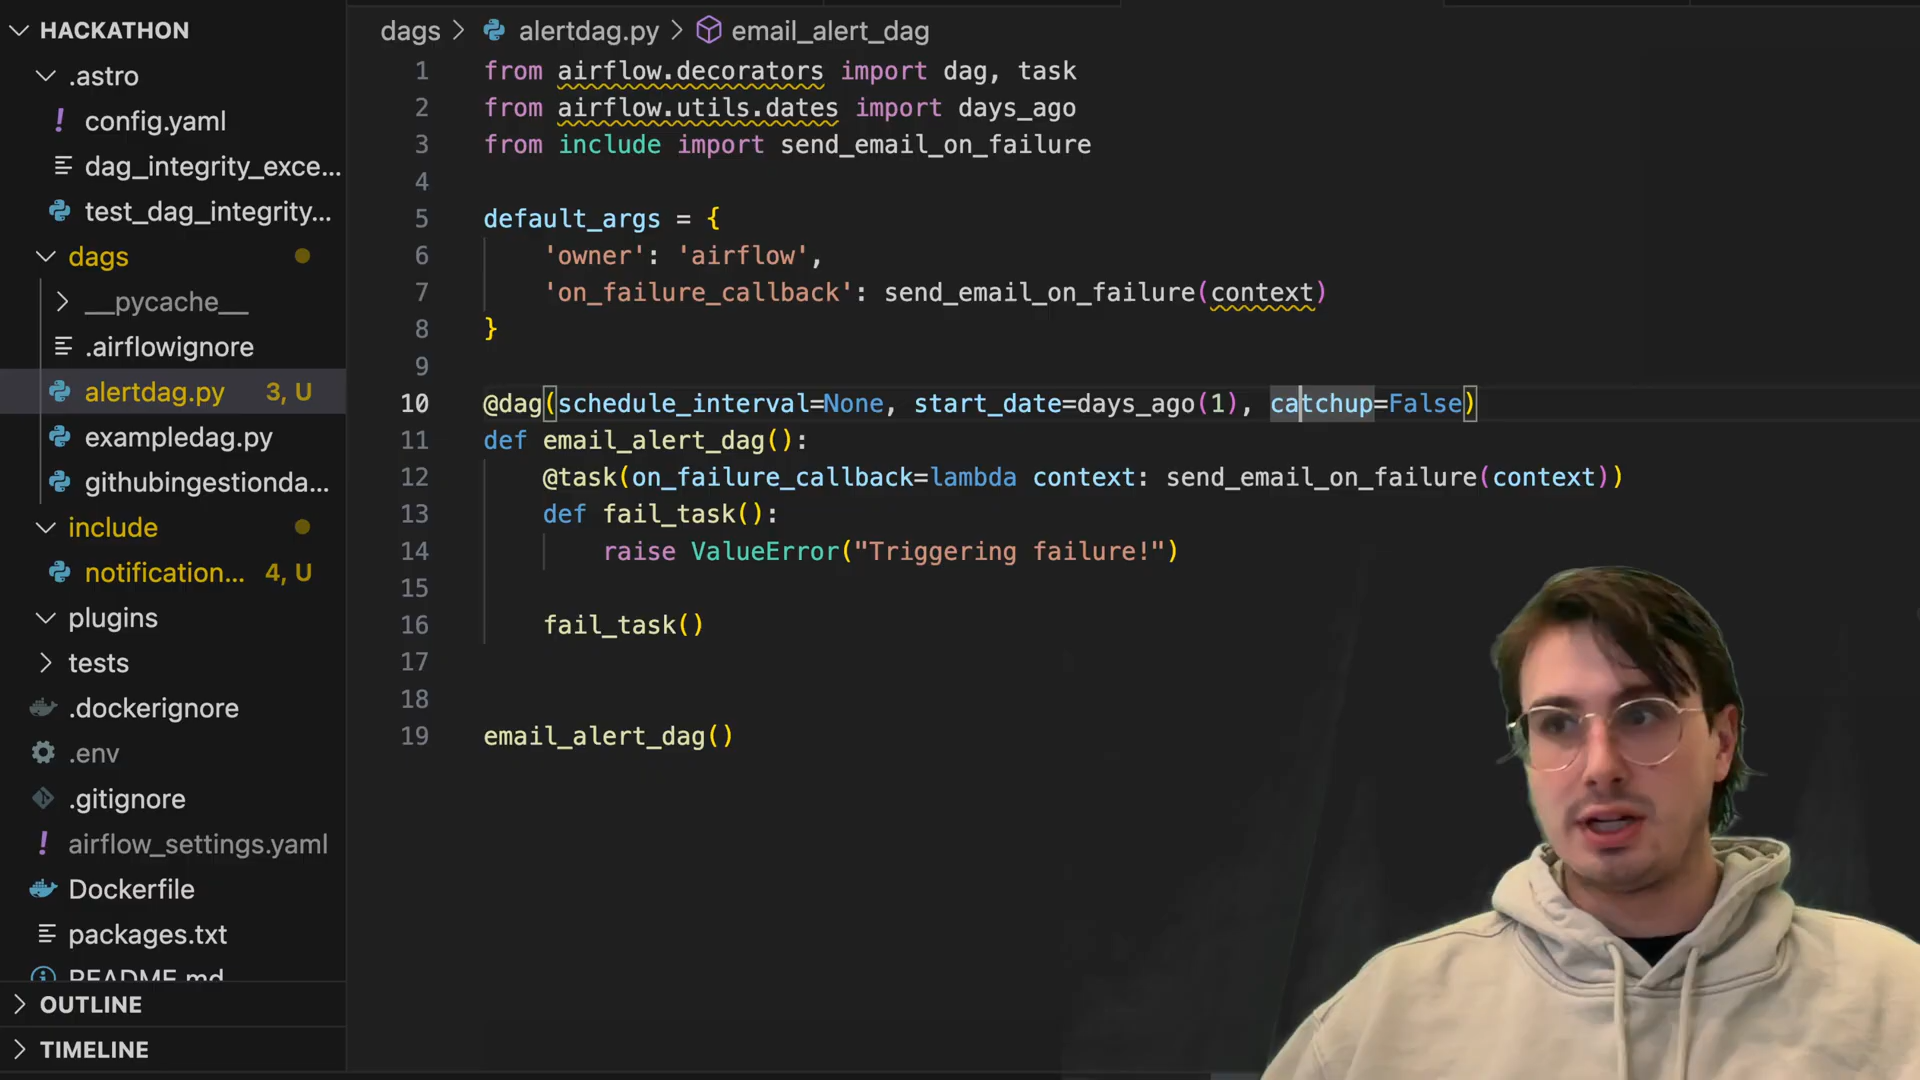 HACKATHON
.astro
config.yaml
dag_integrity_exce...
test_dag_integrity...
dags
__pycache__
.airflowignore
alertdag.py 3, U
exampledag.py
githubingestionda...
include
notification... 4, U
plugins
tests
.dockerignore
.env
.gitignore
airflow_settings.yaml
Dockerfile
packages.txt
README.md
OUTLINE
TIMELINE
dags > alertdag.py > email_alert_dag
1 from airflow.decorators import dag, task
2 from airflow.utils.dates import days_ago
3 from include import send_email_on_failure
4
5 default_args = {
6 'owner': 'airflow',
7 'on_failure_callback': send_email_on_failure(context)
8 }
9
10 @dag(schedule_interval=None, start_date=days_ago(1), catchup=False)
11 def email_alert_dag():
12 @task(on_failure_callback=lambda context: send_email_on_failure(context))
13 def fail_task():
14 raise ValueError("Triggering failure!")
15
16 fail_task()
17
18
19 email_alert_dag()